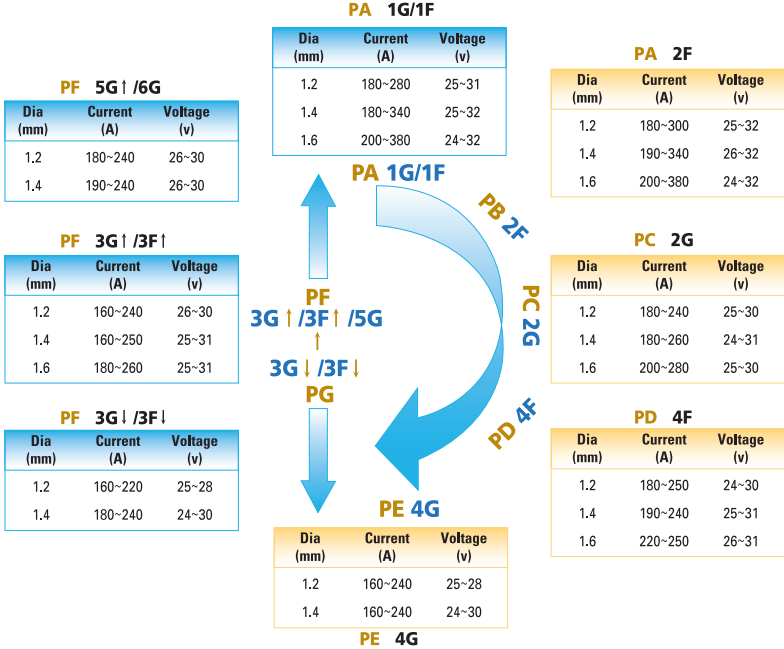 PA 1G/1F
Dia (mm) Current (A) Voltage (v)
1.2 180~280 25~31
1.4 180~340 25~32
1.6 200~380 24~32
PA 1G/1F
PF 5G↑/6G
Dia (mm) Current (A) Voltage (v)
1.2 180~240 26~30
1.4 190~240 26~30
PF 3G↑/3F↑
Dia (mm) Current (A) Voltage (v)
1.2 160~240 26~30
1.4 160~250 25~31
1.6 180~260 25~31
PF 3G↓/3F↓
Dia (mm) Current (A) Voltage (v)
1.2 160~220 25~28
1.4 180~240 24~30
PF
3G↑/3F↑/5G
↑
3G↓/3F↓
PG
PB 2F
PC 2G
PD 4F
PE 4G
Dia (mm) Current (A) Voltage (v)
1.2 160~240 25~28
1.4 160~240 24~30
PE 4G
PA 2F
Dia (mm) Current (A) Voltage (v)
1.2 180~300 25~32
1.4 190~340 26~32
1.6 200~380 24~32
PC 2G
Dia (mm) Current (A) Voltage (v)
1.2 180~240 25~30
1.4 180~260 24~31
1.6 200~280 25~30
PD 4F
Dia (mm) Current (A) Voltage (v)
1.2 180~250 24~30
1.4 190~240 25~31
1.6 220~250 26~31